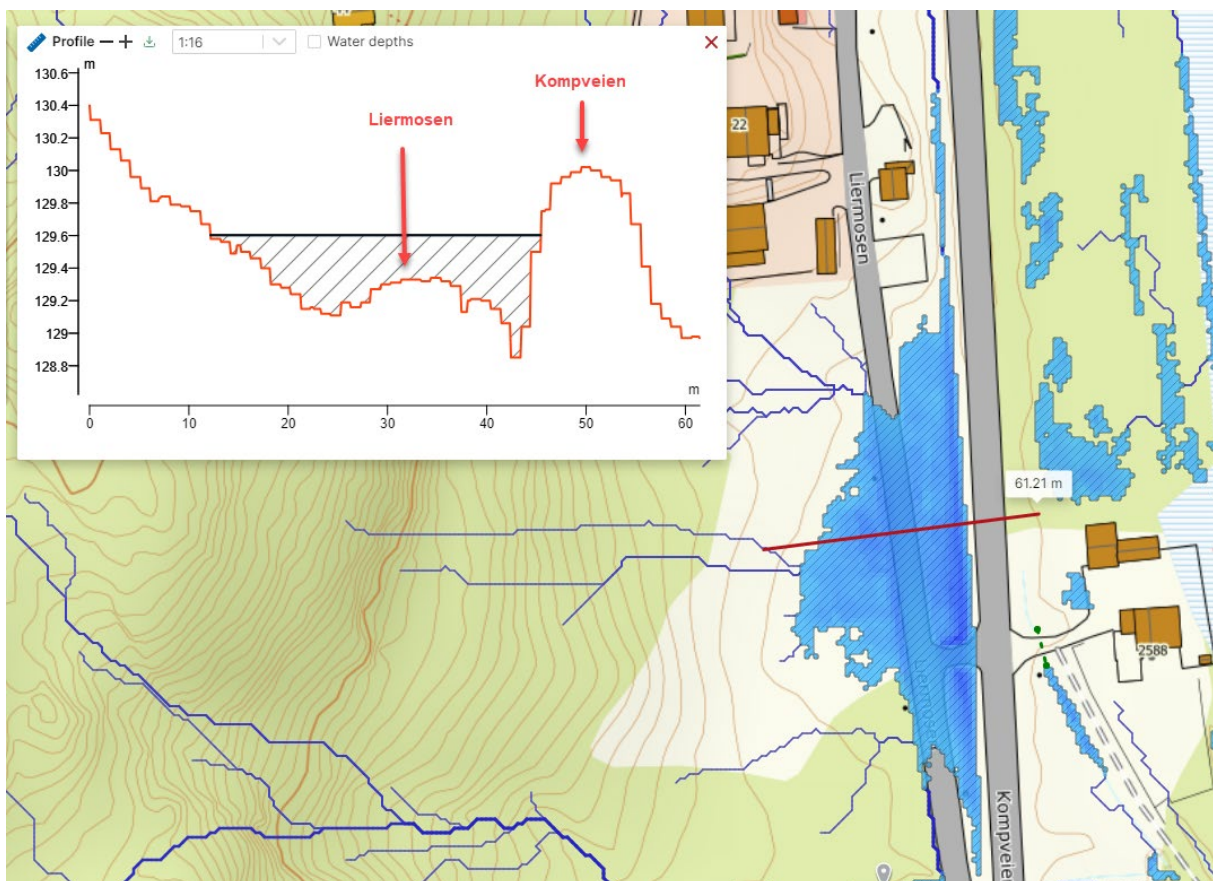 Profile
1:16
Water depths
m
130.6
130.4
130.2
130
129.8
129.6
129.4
129.2
129
128.8
Liermosen
Kompveien
m
0
10
20
30
40
50
60
22
Liermosen
61.21 m
2588
Liermosen
Kompveien